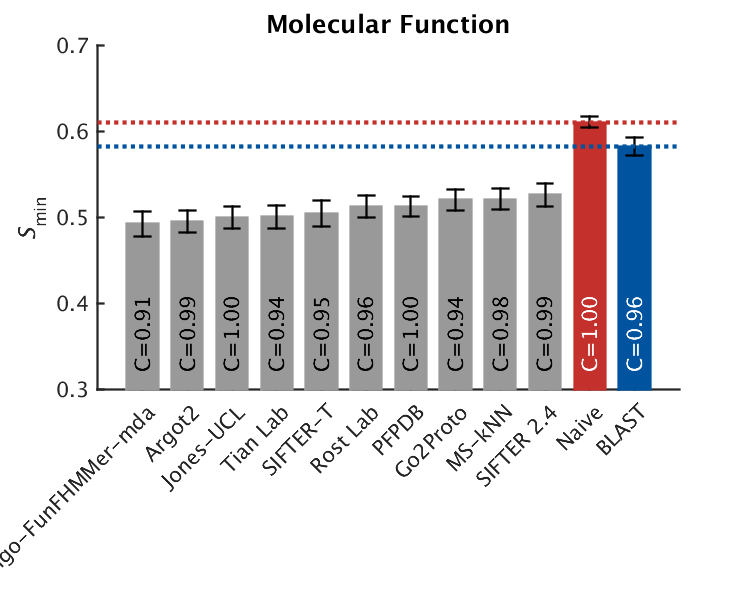 Molecular Function
0.7
0.6
0.5
0.4
0.3
Smin
C=0.91
C=0.99
C=1.00
C=0.94
C=0.95
C=0.96
C=1.00
C=0.94
C=0.98
C=0.99
C=1.00
C=0.96
go-FunFHMMer-mda
Argot2
Jones-UCL
Tian Lab
SIFTER-T
Rost Lab
PFPDB
Go2Proto
MS-kNN
SIFTER 2.4
Naive
BLAST